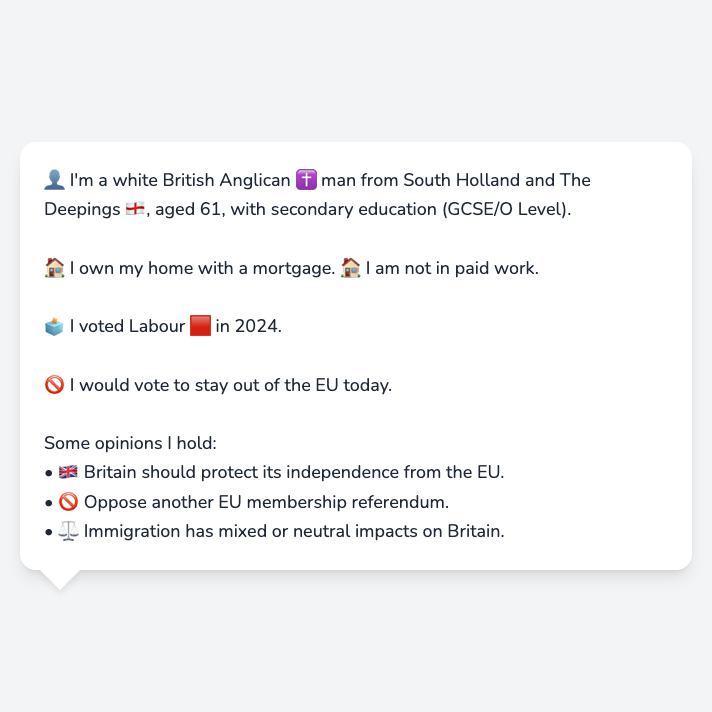 👤 I'm a white British Anglican ✝️ man from South Holland and The
Deepings 🏴󠁧󠁢󠁥󠁮󠁧󠁿, aged 61, with secondary education (GCSE/O Level).
🏠 I own my home with a mortgage. 🏠 I am not in paid work.
🗳️ I voted Labour 🟥 in 2024.
🚫 I would vote to stay out of the EU today.
Some opinions I hold:
• 🇬🇧 Britain should protect its independence from the EU.
• 🚫 Oppose another EU membership referendum.
• ⚖️ Immigration has mixed or neutral impacts on Britain.